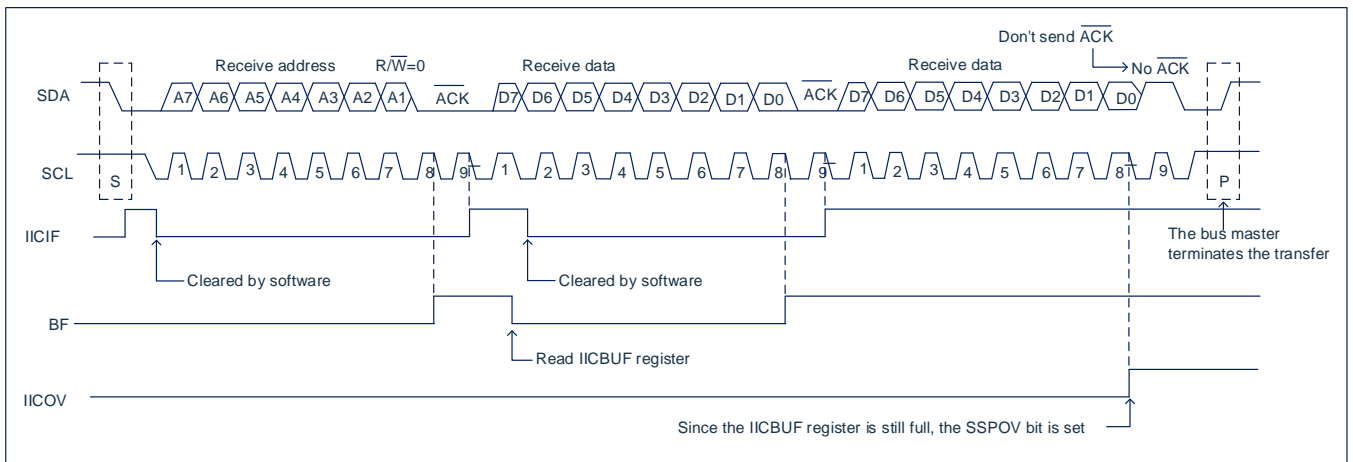 Don't send ACK
Receive address R/W=0 Receive data Receive data No ACK
SDA A7 A6 A5 A4 A3 A2 A1 ACK D7 D6 D5 D4 D3 D2 D1 D0 ACK D7 D6 D5 D4 D3 D2 D1 D0
SCL S 1 2 3 4 5 6 7 8 9 1 2 3 4 5 6 7 8 9 1 2 3 4 5 6 7 8 9 P
IICIF
The bus master
terminates the transfer
Cleared by software Cleared by software
BF
Read IICBUF register
IICOV
Since the IICBUF register is still full, the SSPOV bit is set